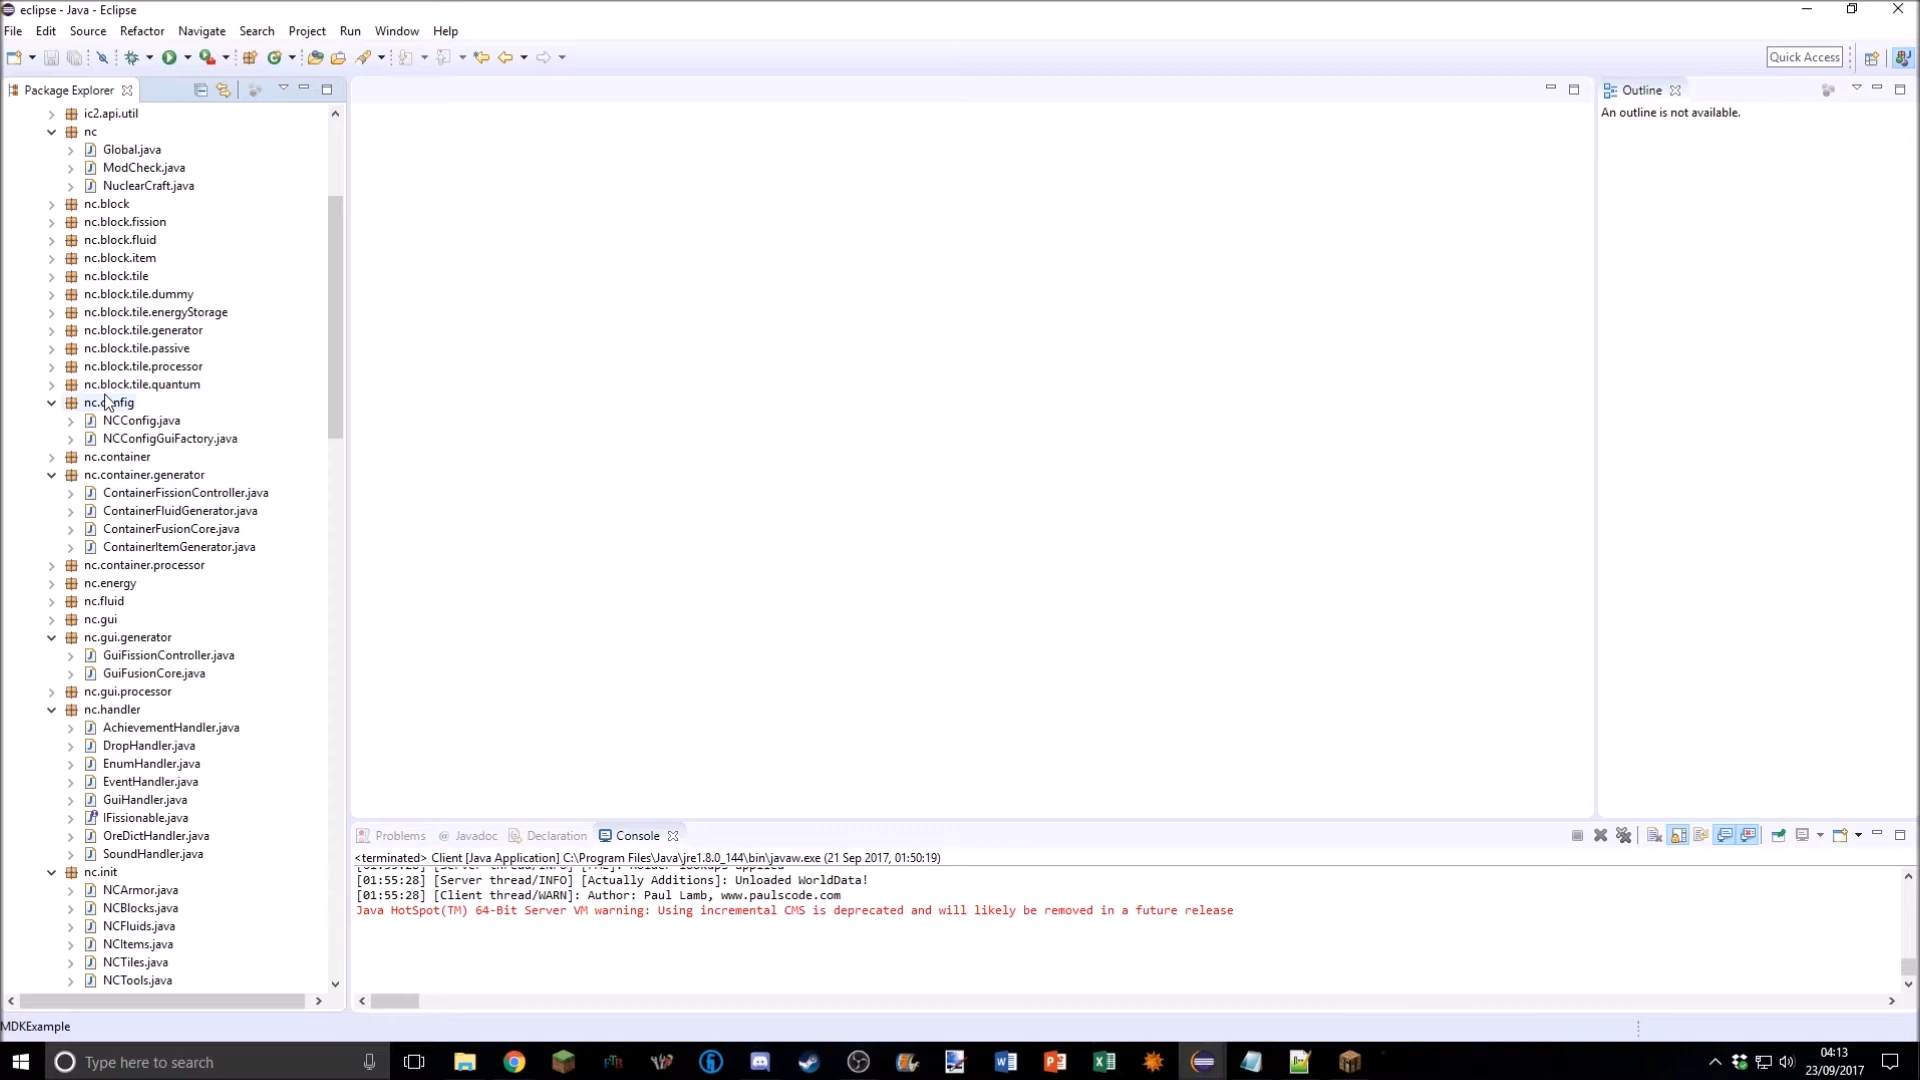 eclipse - Java - Eclipse
File Edit Source Refactor Navigate Search Project Run Window Help
Quick Access
Package Explorer
Outline
An outline is not available.
ic2.api.util
nc
Global.java
ModCheck.java
NuclearCraft.java
nc.block
nc.block.fission
nc.block.fluid
nc.block.item
nc.block.tile
nc.block.tile.dummy
nc.block.tile.energyStorage
nc.block.tile.generator
nc.block.tile.passive
nc.block.tile.processor
nc.block.tile.quantum
nc.config
NCConfig.java
NCConfigGuiFactory.java
nc.container
nc.container.generator
ContainerFissionController.java
ContainerFluidGenerator.java
ContainerFusionCore.java
ContainerItemGenerator.java
nc.container.processor
nc.energy
nc.fluid
nc.gui
nc.gui.generator
GuiFissionController.java
GuiFusionCore.java
nc.gui.processor
nc.handler
AchievementHandler.java
DropHandler.java
EnumHandler.java
EventHandler.java
GuiHandler.java
IFissionable.java
OreDictHandler.java
SoundHandler.java
nc.init
NCArmor.java
NCBlocks.java
NCFluids.java
NCItems.java
NCTiles.java
NCTools.java
Problems @ Javadoc Declaration Console
<terminated> Client [Java Application] C:\Program Files\Java\jre1.8.0_144\bin\javaw.exe (21 Sep 2017, 01:50:19)
[01:55:28] [Server thread/INFO] [Actually Additions]: Unloaded WorldData!
[01:55:28] [Client thread/WARN]: Author: Paul Lamb, www.paulscode.com
Java HotSpot(TM) 64-Bit Server VM warning: Using incremental CMS is deprecated and will likely be removed in a future release
MDKExample
Type here to search
04:13
23/09/2017